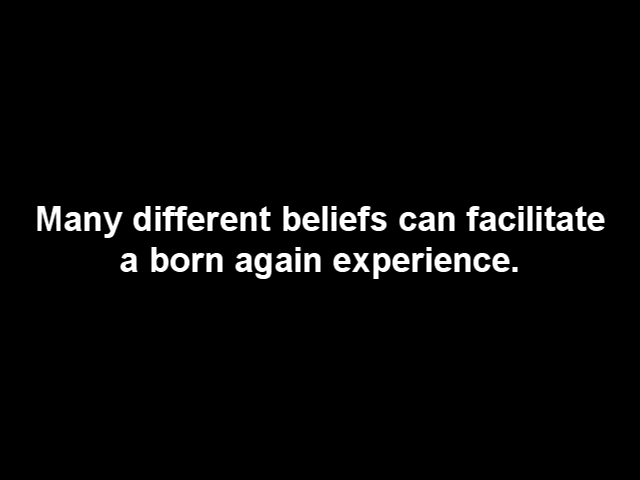 Many different beliefs can facilitate
a born again experience.